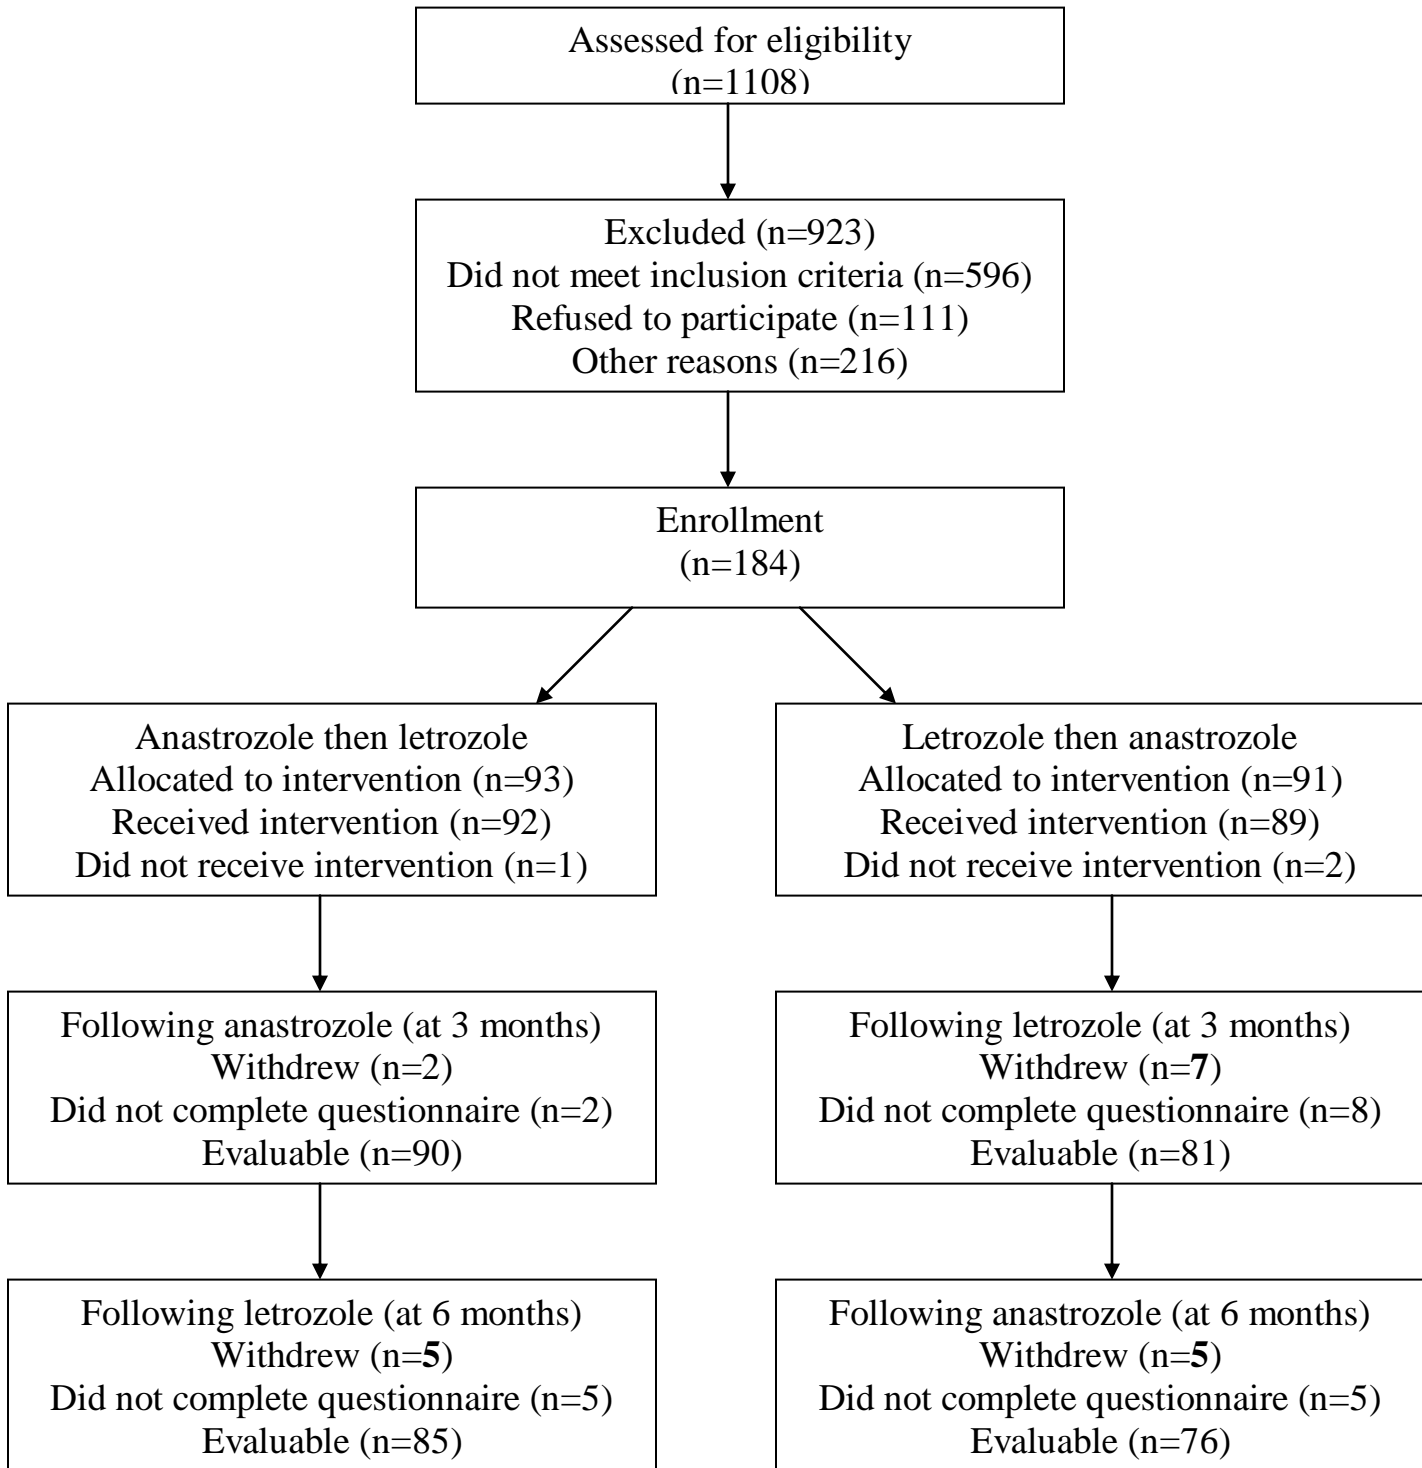 Assessed for eligibility
(n=1108)
Excluded (n=923)
Did not meet inclusion criteria (n=596)
Refused to participate (n=111)
Other reasons (n=216)
Enrollment
(n=184)
Anastrozole then letrozole
Allocated to intervention (n=93)
Received intervention (n=92)
Did not receive intervention (n=1)
Letrozole then anastrozole
Allocated to intervention (n=91)
Received intervention (n=89)
Did not receive intervention (n=2)
Following anastrozole (at 3 months)
Withdrew (n=2)
Did not complete questionnaire (n=2)
Evaluable (n=90)
Following letrozole (at 3 months)
Withdrew (n=7)
Did not complete questionnaire (n=8)
Evaluable (n=81)
Following letrozole (at 6 months)
Withdrew (n=5)
Did not complete questionnaire (n=5)
Evaluable (n=85)
Following anastrozole (at 6 months)
Withdrew (n=5)
Did not complete questionnaire (n=5)
Evaluable (n=76)